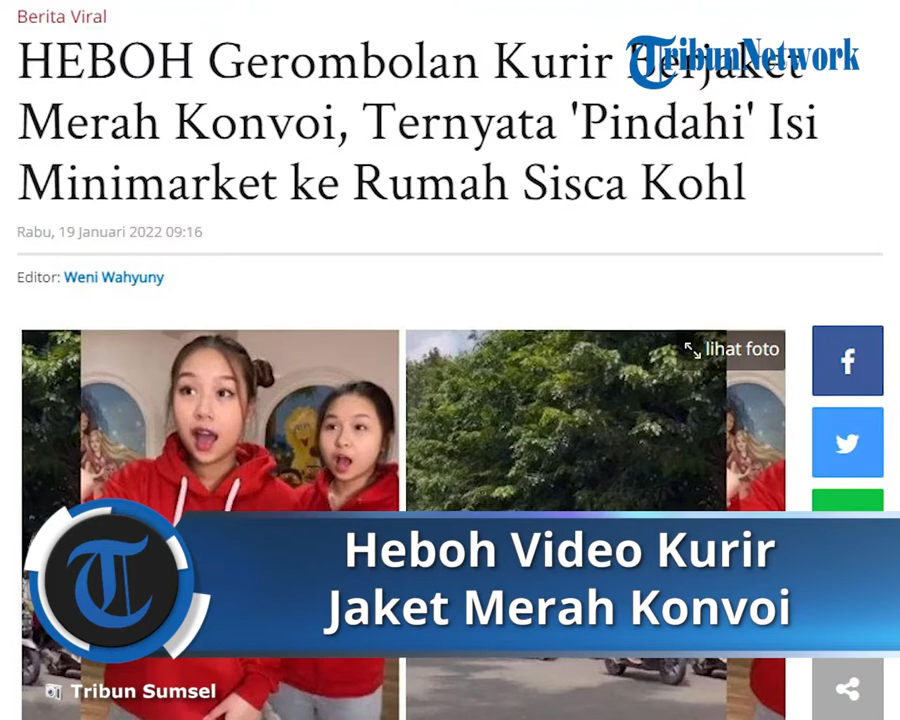 Berita Viral
TribunNetwork
HEBOH Gerombolan Kurir Berjaket
Merah Konvoi, Ternyata 'Pindahi' Isi
Minimarket ke Rumah Sisca Kohl
Rabu, 19 Januari 2022 09:16
Editor: Weni Wahyuny
lihat foto
f
Heboh Video Kurir
Jaket Merah Konvoi
T
Tribun Sumsel